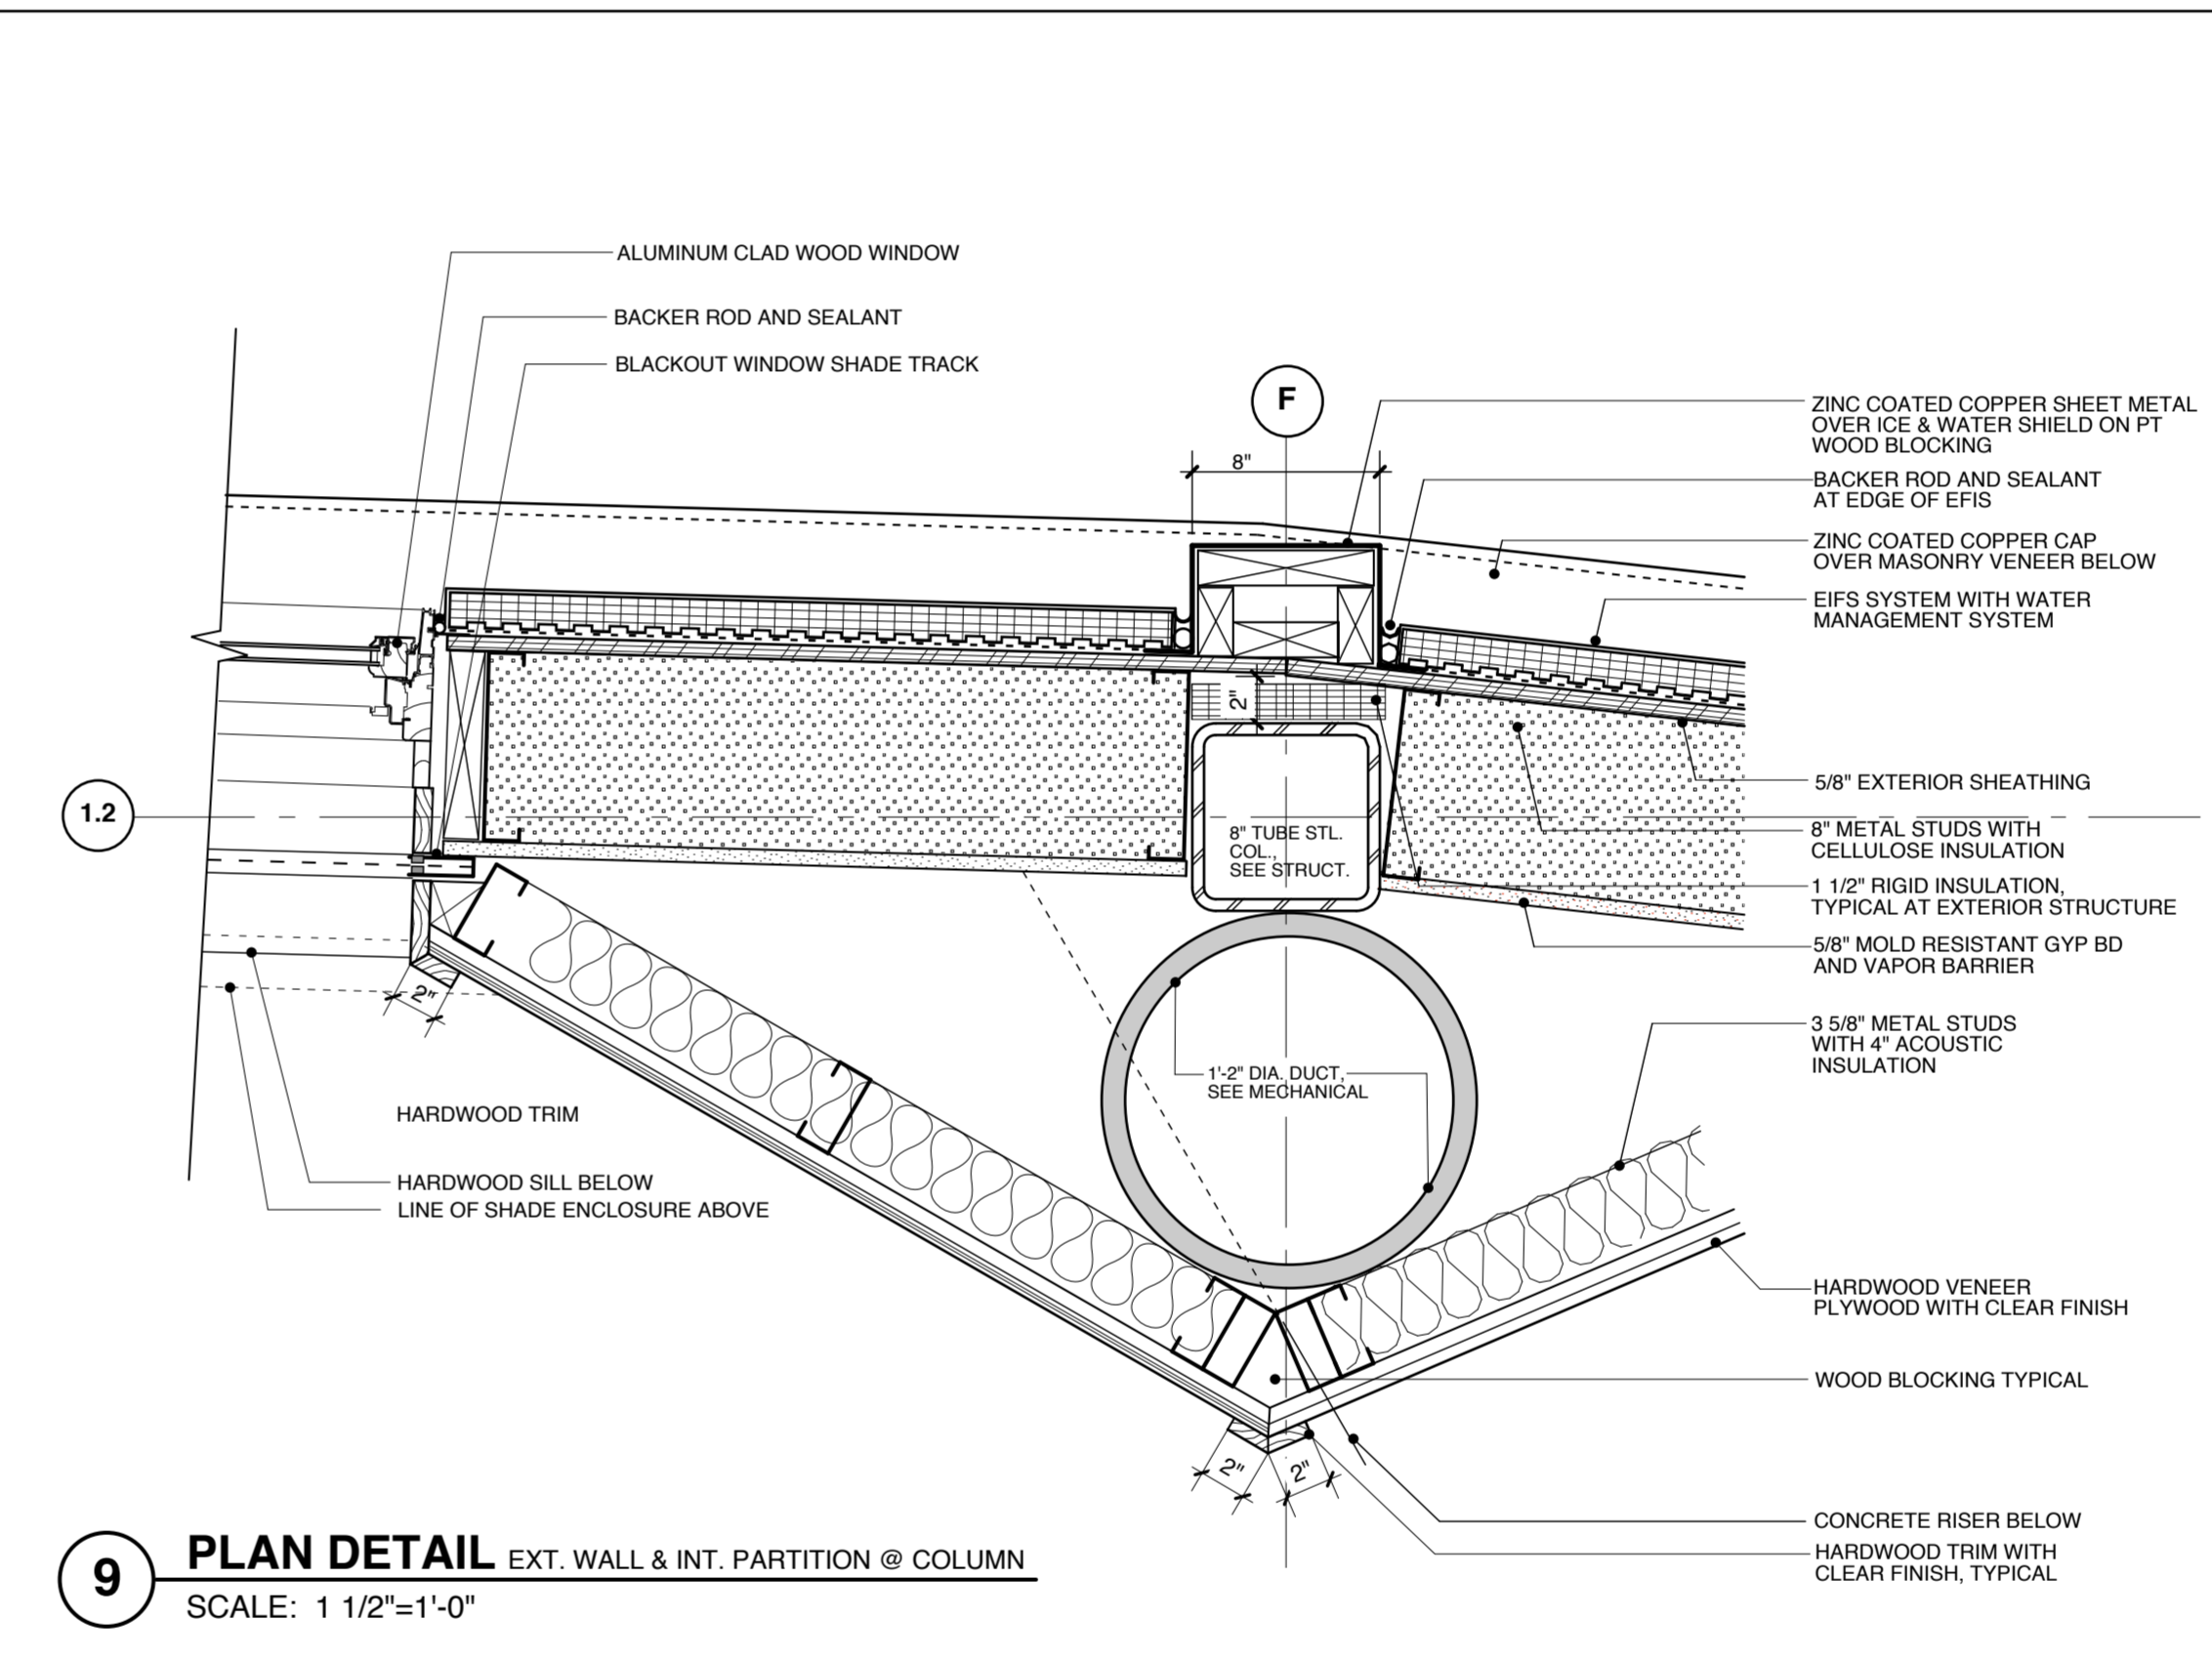 ALUMINUM CLAD WOOD WINDOW
BACKER ROD AND SEALANT
BLACKOUT WINDOW SHADE TRACK
F
8"
ZINC COATED COPPER SHEET METAL
OVER ICE & WATER SHIELD ON PT
WOOD BLOCKING
BACKER ROD AND SEALANT
AT EDGE OF EFIS
ZINC COATED COPPER CAP
OVER MASONRY VENEER BELOW
EIFS SYSTEM WITH WATER
MANAGEMENT SYSTEM
2"
1.2
5/8" EXTERIOR SHEATHING
8" TUBE STL.
COL.,
SEE STRUCT.
8" METAL STUDS WITH
CELLULOSE INSULATION
1 1/2" RIGID INSULATION,
TYPICAL AT EXTERIOR STRUCTURE
5/8" MOLD RESISTANT GYP BD
AND VAPOR BARRIER
2"
3 5/8" METAL STUDS
WITH 4" ACOUSTIC
INSULATION
1'-2" DIA. DUCT,
SEE MECHANICAL
HARDWOOD TRIM
HARDWOOD SILL BELOW
LINE OF SHADE ENCLOSURE ABOVE
HARDWOOD VENEER
PLYWOOD WITH CLEAR FINISH
WOOD BLOCKING TYPICAL
2"
2"
CONCRETE RISER BELOW
HARDWOOD TRIM WITH
CLEAR FINISH, TYPICAL
9
PLAN DETAIL EXT. WALL & INT. PARTITION @ COLUMN
SCALE: 1 1/2"=1'-0"